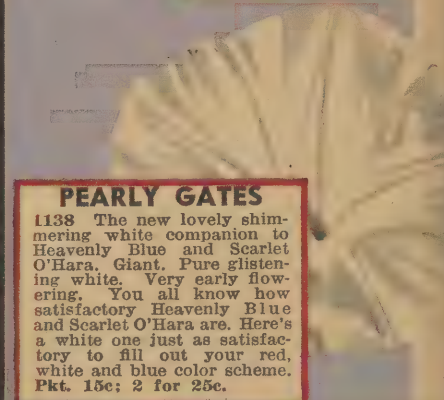 PEARLY GATES
1138 The new lovely shim-
mering white companion to
Heavenly Blue and Scarlet
O'Hara. Giant. Pure glisten-
ing white. Very early flow-
ering. You all know how
satisfactory Heavenly Blue
and Scarlet O'Hara are. Here's
a white one just as satisfac-
tory to fill out your red,
white and blue color scheme.
Pkt. 15c; 2 for 25c.